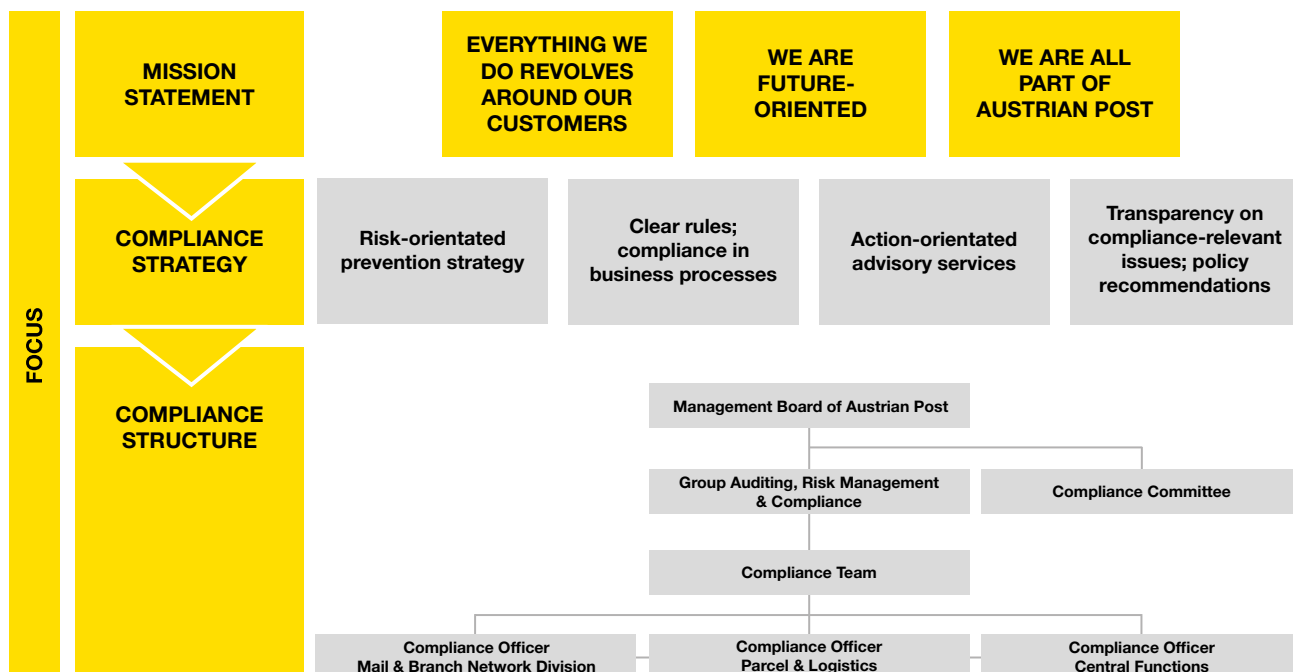 FOCUS
MISSION
STATEMENT
EVERYTHING WE
DO REVOLVES
AROUND OUR
CUSTOMERS
WE ARE
FUTURE-
ORIENTED
WE ARE ALL
PART OF
AUSTRIAN POST
COMPLIANCE
STRATEGY
Risk-orientated
prevention strategy
Clear rules;
compliance in
business processes
Action-orientated
advisory services
Transparency on
compliance-relevant
issues; policy
recommendations
COMPLIANCE
STRUCTURE
Management Board of Austrian Post
Group Auditing, Risk Management
& Compliance
Compliance Committee
Compliance Team
Compliance Officer
Mail & Branch Network Division
Compliance Officer
Parcel & Logistics
Compliance Officer
Central Functions